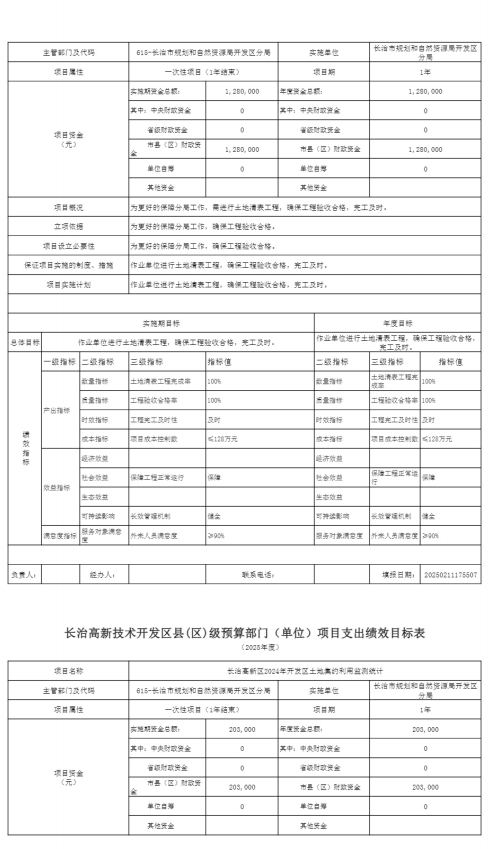 主管部门及代码 615-长治市规划和自然资源局开发区分局 实施单位 长治市规划和自然资源局开发区分局
项目属性 一次性项目（1年结束） 项目期 1年
项目资金（元） 实施期资金总额： 1,280,000 年度资金总额： 1,280,000
其中：中央财政资金 0 其中：中央财政资金 0
省级财政资金 0 省级财政资金 0
市县（区）财政资金 1,280,000 市县（区）财政资金 1,280,000
单位自筹 0 单位自筹 0
其他资金 其他资金
项目概况 为更好的保障分局工作，需进行土地清表工程，确保工程验收合格，完工及时。
立项依据 为更好的保障分局工作，确保工程验收合格。
项目设立必要性 为更好的保障分局工作，确保工程验收合格。
保证项目实施的制度、措施 作业单位进行土地清表工程，确保工程验收合格，完工及时。
项目实施计划 作业单位进行土地清表工程，确保工程验收合格，完工及时。
实施期目标 年度目标
总体目标 作业单位进行土地清表工程，确保工程验收合格，完工及时。 作业单位进行土地清表工程，确保工程验收合格，完工及时。
绩效指标 一级指标 二级指标 三级指标 指标值 二级指标 三级指标 指标值
产出指标 数量指标 土地清表工程完成率 100% 数量指标 土地清表工程完成率 100%
质量指标 工程验收合格率 100% 质量指标 工程验收合格率 100%
时效指标 工程完工及时性 及时 时效指标 工程完工及时性 及时
成本指标 项目成本控制数 ≤128万元 成本指标 项目成本控制数 ≤128万元
效益指标 经济效益 经济效益
社会效益 保障工程正常运行 保障 社会效益 保障工程正常运行 保障
生态效益 生态效益
可持续影响 长效管理机制 健全 可持续影响 长效管理机制 健全
满意度指标 服务对象满意度 外来人员满意度 ≥90% 服务对象满意度 外来人员满意度 ≥90%
负责人： 经办人： 联系电话： 填报日期： 20250211175507
长治高新技术开发区县(区)级预算部门（单位）项目支出绩效目标表
（2025年度）
项目名称 长治高新区2024年开发区土地集约利用监测统计
主管部门及代码 615-长治市规划和自然资源局开发区分局 实施单位 长治市规划和自然资源局开发区分局
项目属性 一次性项目（1年结束） 项目期 1年
项目资金（元） 实施期资金总额： 203,000 年度资金总额： 203,000
其中：中央财政资金 0 其中：中央财政资金 0
省级财政资金 0 省级财政资金 0
市县（区）财政资金 203,000 市县（区）财政资金 203,000
单位自筹 0 单位自筹 0
其他资金 其他资金